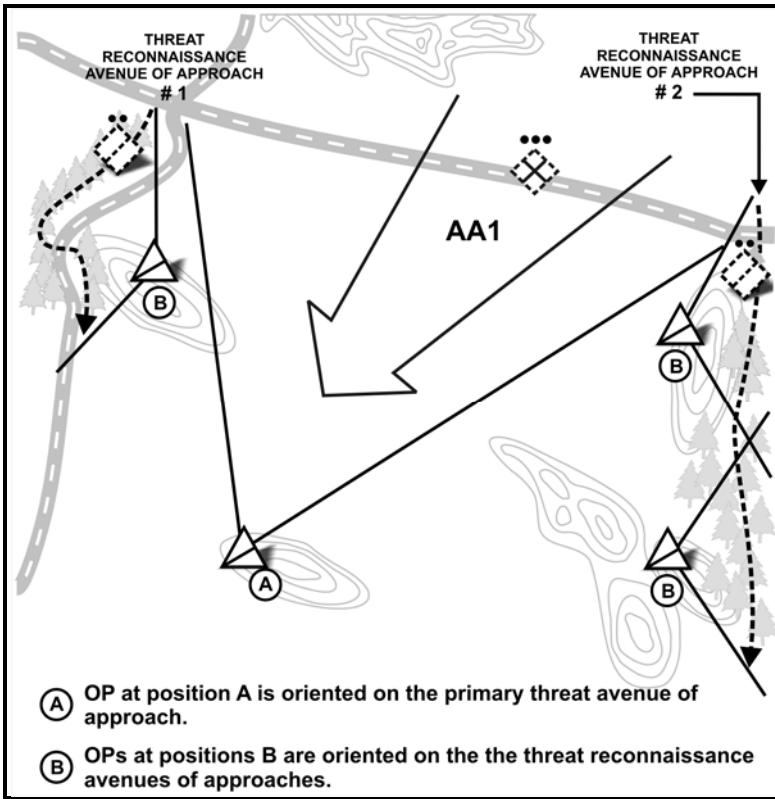 THREAT
RECONNAISSANCE
AVENUE OF APPROACH
# 1
THREAT
RECONNAISSANCE
AVENUE OF APPROACH
# 2
AA1
B
B
A
B
A OP at position A is oriented on the primary threat avenue of
approach.
B OPs at positions B are oriented on the the threat reconnaissance
avenues of approaches.